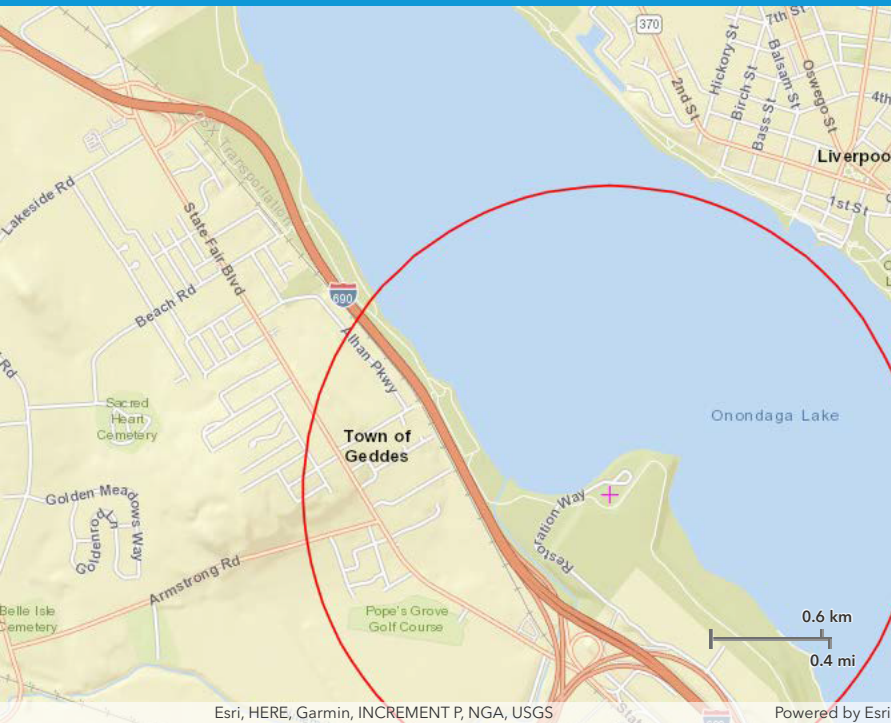 370
7th St
Hickory St
Birch St
Balsam St
Bass St
Oswego St
2nd St
4th
Liverpoo
1st St
CSX Transportation
Lakeside Rd
State Fair Blvd
690
Beach Rd
Alhan Pkwy
Rd
Sacred
Heart
Cemetery
Town of
Geddes
Onondaga Lake
Golden Meadows Way
Goldenrod Ln
Restoration Way
Armstrong Rd
Belle Isle
Cemetery
Pope's Grove
Golf Course
0.6 km
0.4 mi
State
Esri, HERE, Garmin, INCREMENT P, NGA, USGS
Powered by Esri